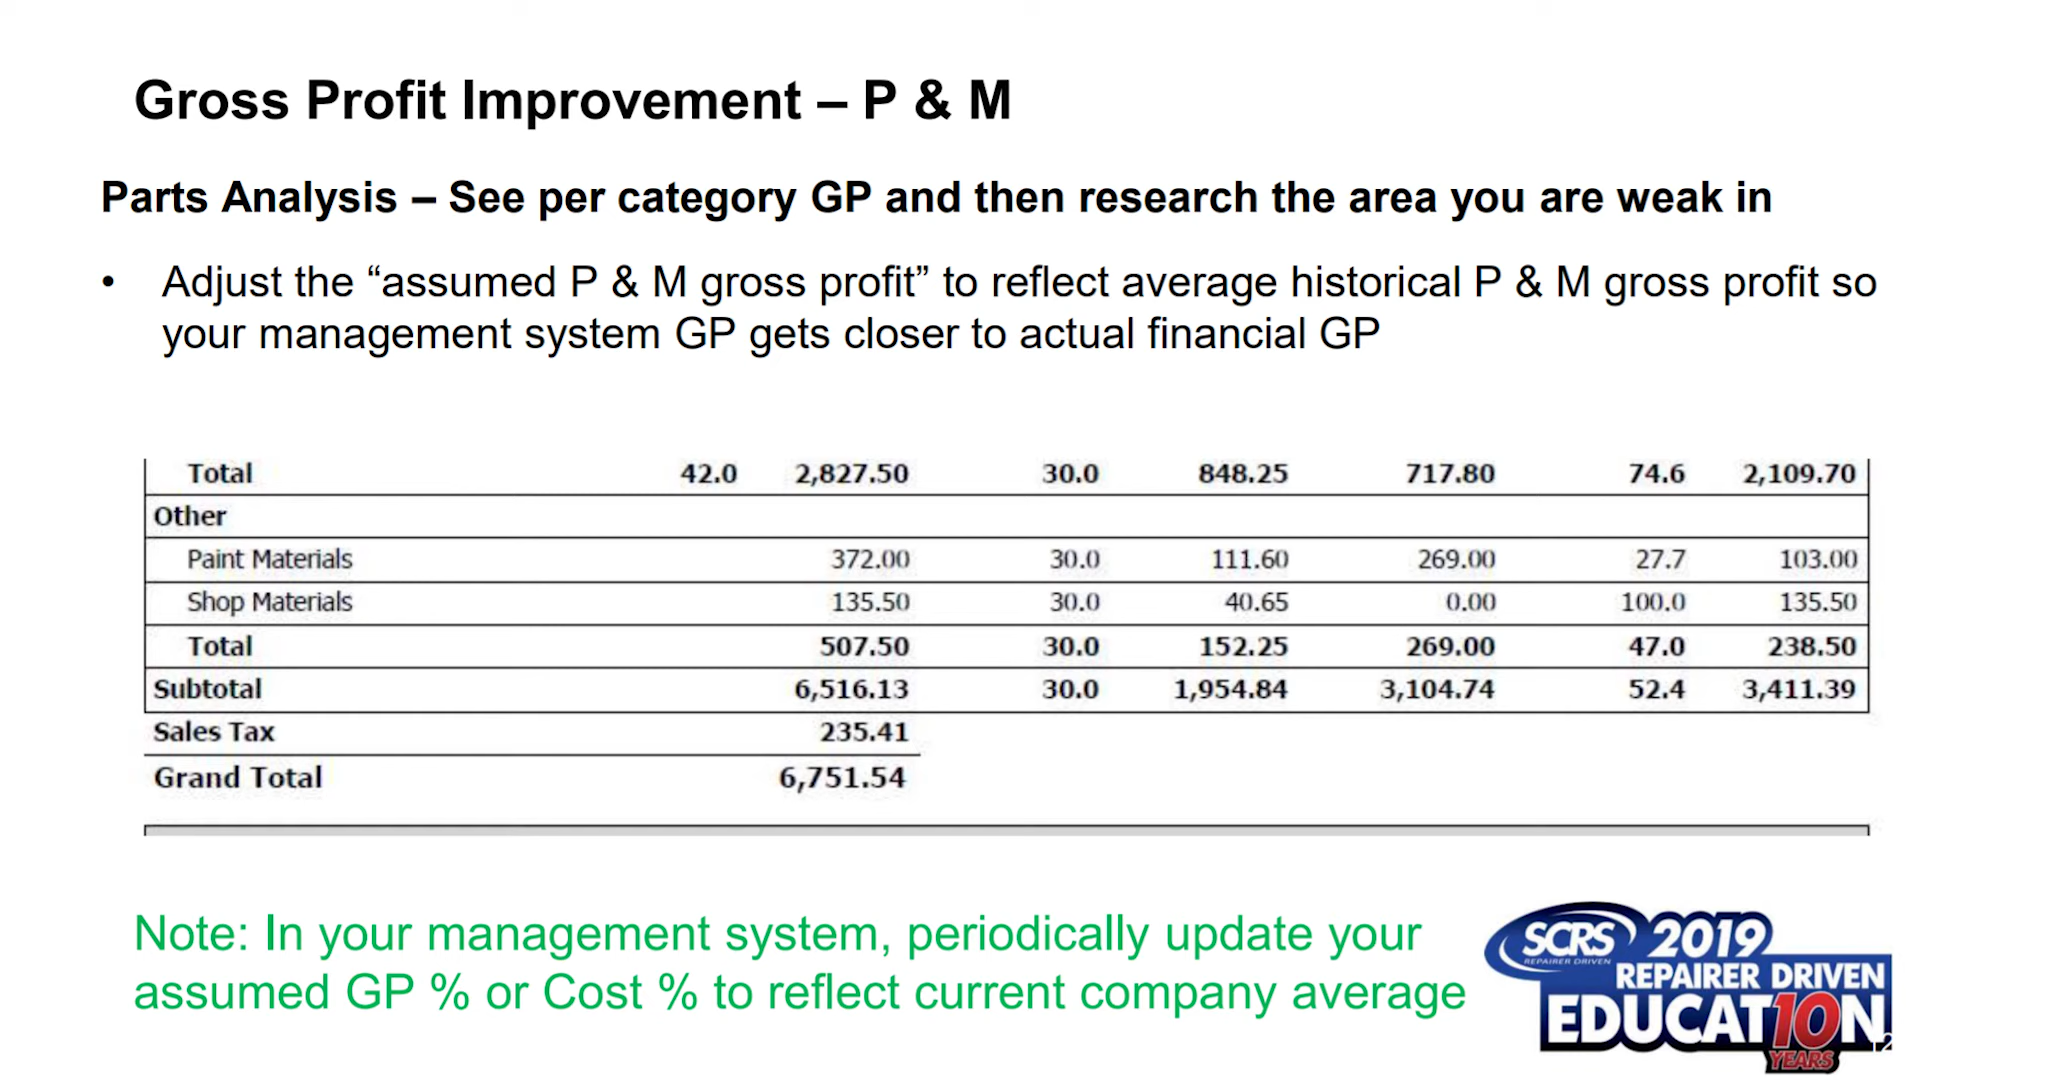 Gross Profit Improvement – P & M
Parts Analysis – See per category GP and then research the area you are weak in
• Adjust the “assumed P & M gross profit” to reflect average historical P & M gross profit so
your management system GP gets closer to actual financial GP
Total 42.0 2,827.50 30.0 848.25 717.80 74.6 2,109.70
Other
Paint Materials 372.00 30.0 111.60 269.00 27.7 103.00
Shop Materials 135.50 30.0 40.65 0.00 100.0 135.50
Total 507.50 30.0 152.25 269.00 47.0 238.50
Subtotal 6,516.13 30.0 1,954.84 3,104.74 52.4 3,411.39
Sales Tax 235.41
Grand Total 6,751.54
Note: In your management system, periodically update your
assumed GP % or Cost % to reflect current company average
SCRS 2019
REPAIRER DRIVEN
REPAIRER DRIVEN
EDUCAT10N
YEARS